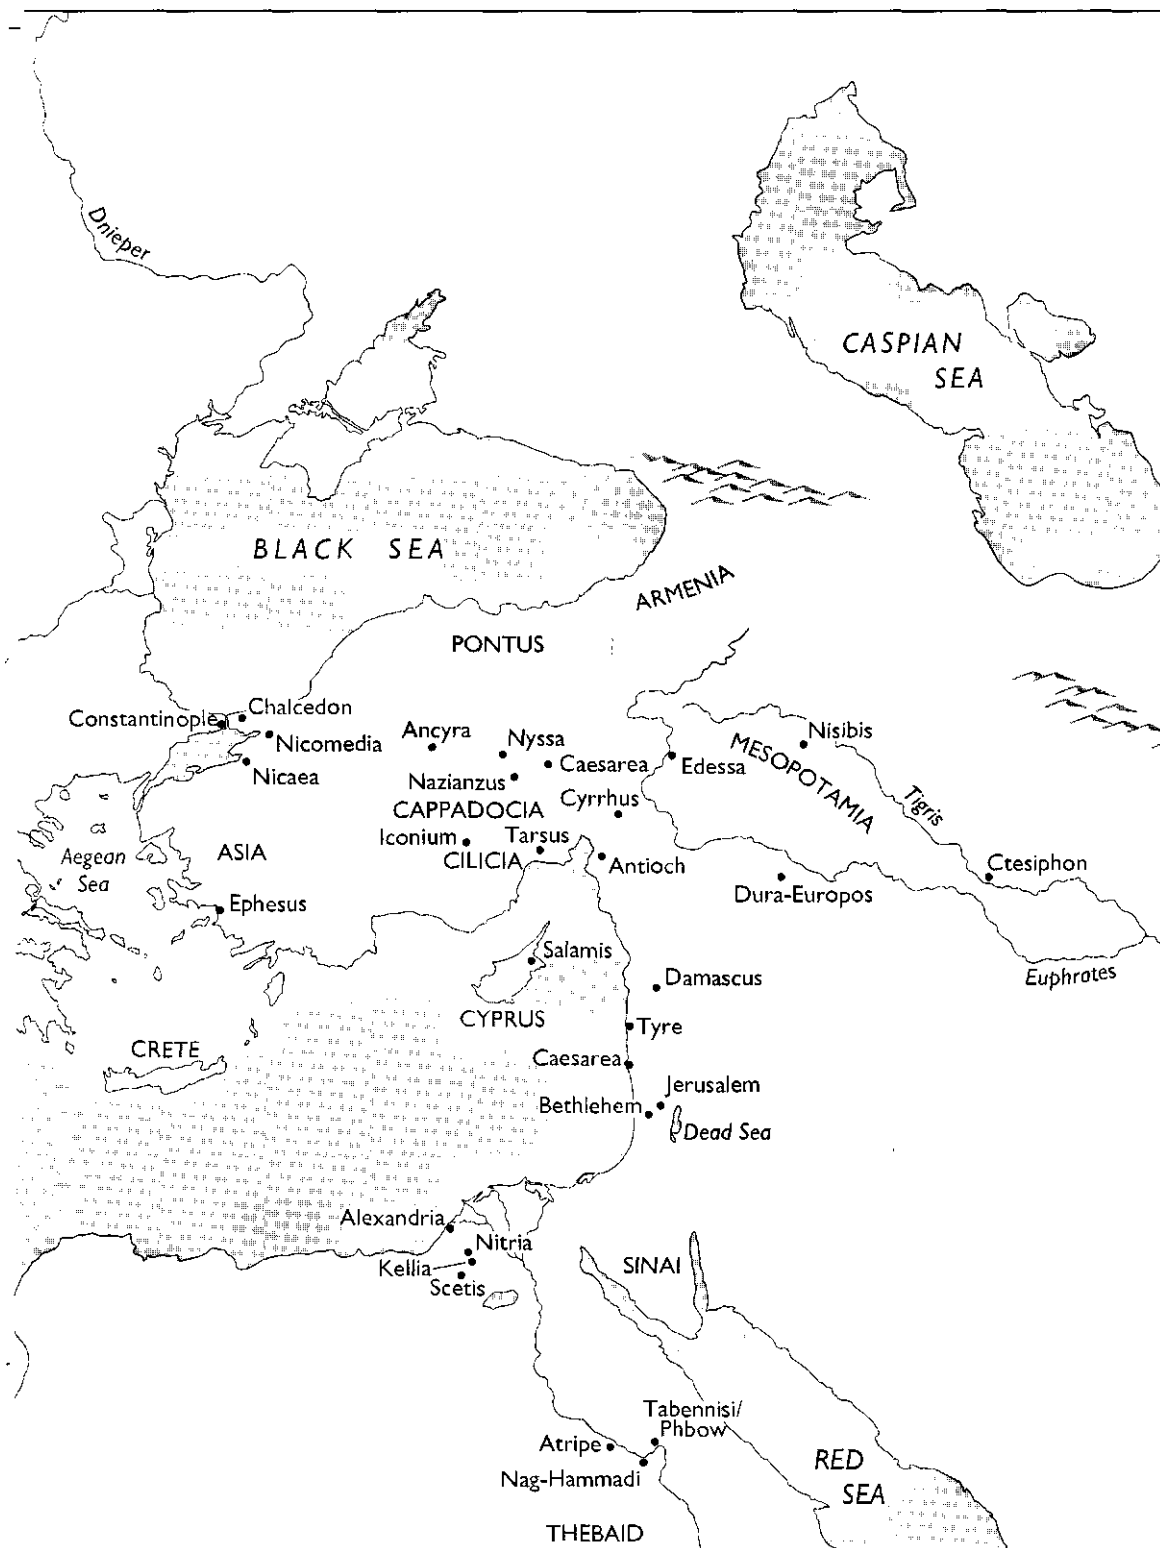 Dnieper
CASPIAN
SEA
BLACK SEA
ARMENIA
PONTUS
Constantinople
Chalcedon
Nicomedia
Nicaea
Ancyra
Nyssa
Nazianzus
Caesarea
CAPPADOCIA
Cyrrhus
Edessa
Nisibis
MESOPOTAMIA
Tigris
Iconium
Tarsus
CILICIA
Antioch
Aegean
Sea
ASIA
Ephesus
Dura-Europos
Ctesiphon
Euphrates
Salamis
CYPRUS
Damascus
Tyre
CRETE
Caesarea
Jerusalem
Bethlehem
Dead Sea
Alexandria
Nitria
Kellia
Scetis
SINAI
Tabennisi/
Phbow
Atripe
Nag-Hammadi
RED
SEA
THEBAID